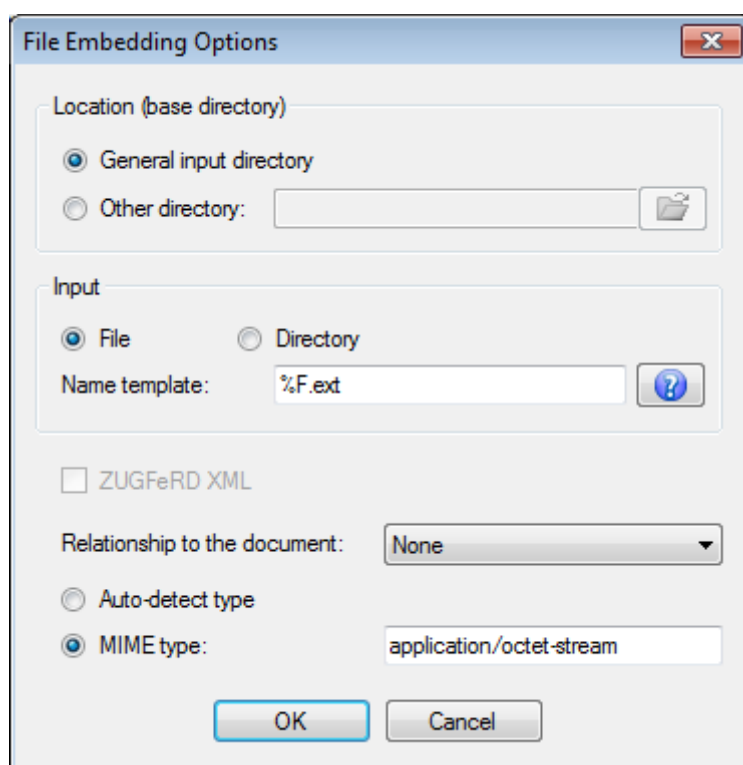 File Embedding Options
Location (base directory)
General input directory
Other directory:
Input
File Directory
Name template: %F.ext
ZUGFeRD XML
Relationship to the document: None
Auto-detect type
MIME type: application/octet-stream
OK Cancel